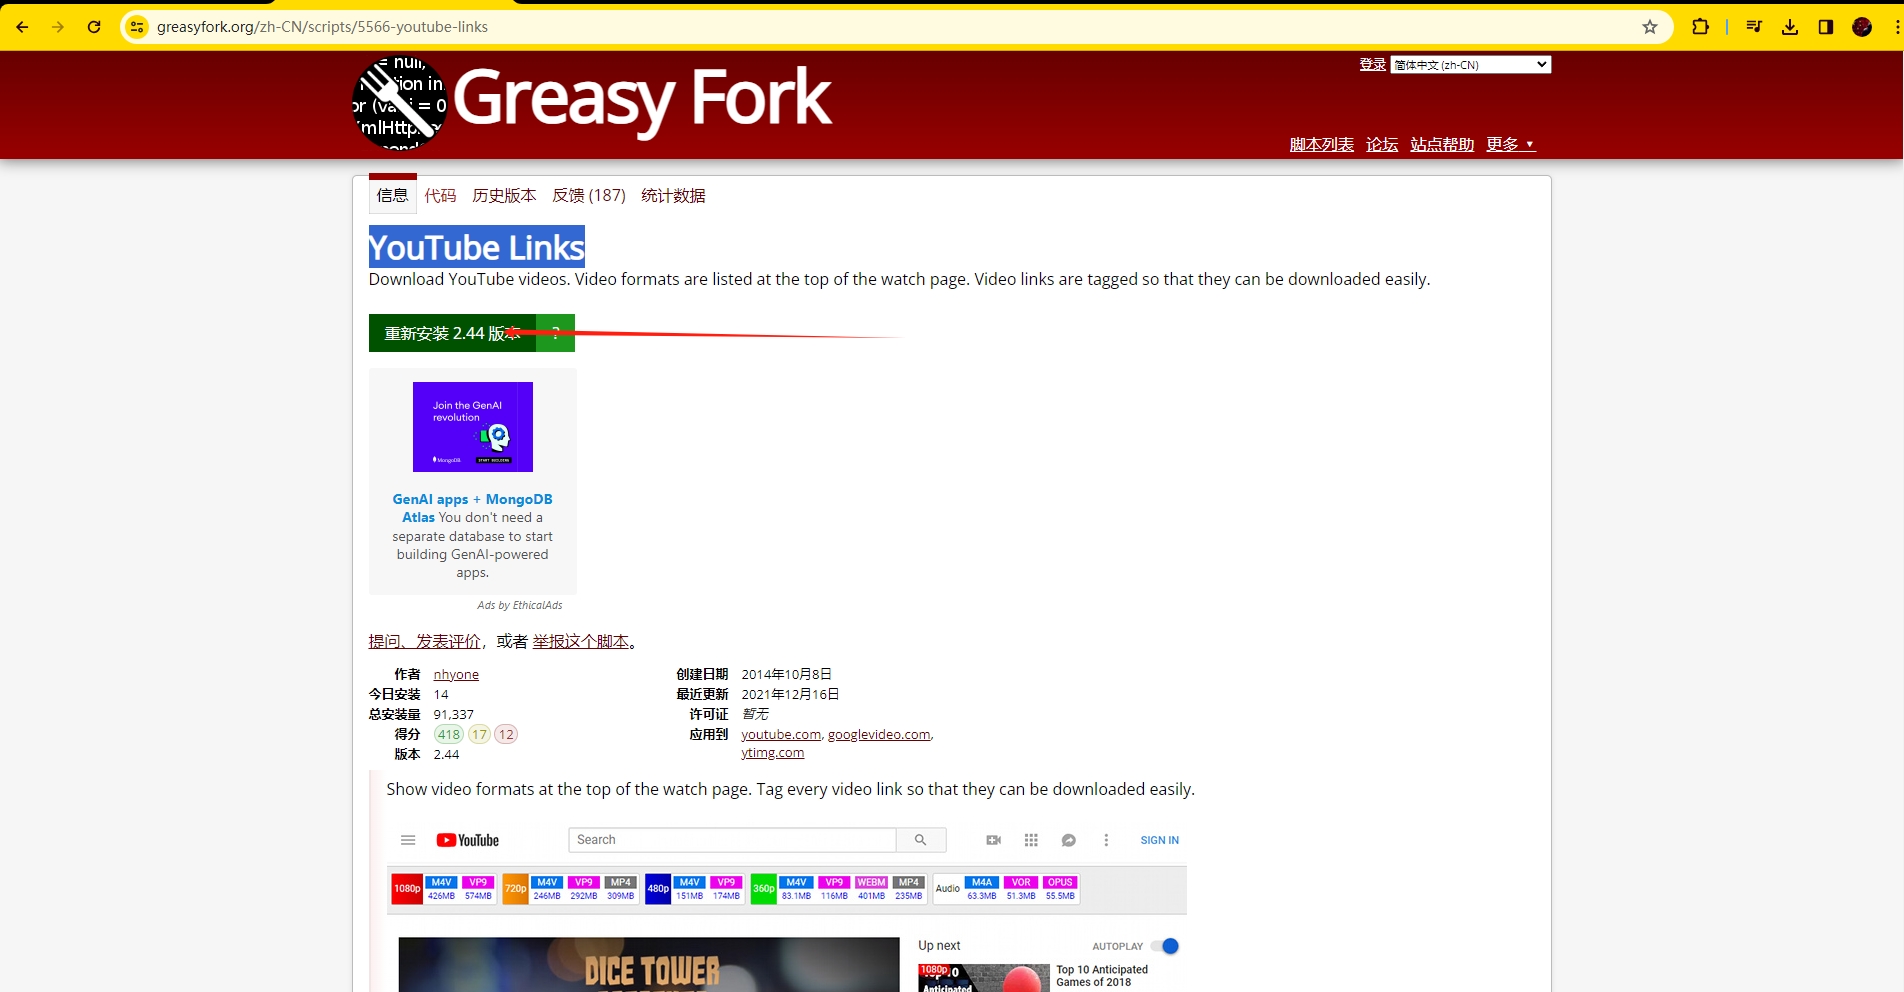 greasyfork.org/zh-CN/scripts/5566-youtube-links
Greasy Fork
登录 简体中文 (zh-CN)
脚本列表 论坛 站点帮助 更多 ▼
信息 代码 历史版本 反馈 (187) 统计数据
YouTube Links
Download YouTube videos. Video formats are listed at the top of the watch page. Video links are tagged so that they can be downloaded easily.
重新安装 2.44 版本 ?
Join the GenAI
revolution
MongoDB START BUILDING
GenAI apps + MongoDB
Atlas You don't need a
separate database to start
building GenAI-powered
apps.
Ads by EthicalAds
提问、发表评价，或者 举报这个脚本。
作者 nhyone 创建日期 2014年10月8日
今日安装 14 最近更新 2021年12月16日
总安装量 91,337 许可证 暂无
得分 418 17 12 应用到 youtube.com, googlevideo.com,
ytimg.com
版本 2.44
Show video formats at the top of the watch page. Tag every video link so that they can be downloaded easily.
YouTube Search SIGN IN
1080p M4V VP9 720p M4V VP9 MP4 480p M4V VP9 360p M4V VP9 WEBM MP4 Audio M4A VOR OPUS
426MB 574MB 246MB 292MB 309MB 151MB 174MB 83.1MB 116MB 401MB 235MB 63.3MB 51.3MB 55.5MB
Up next AUTOPLAY
DICE TOWER
1080p
Top 10 Anticipated
Games of 2018